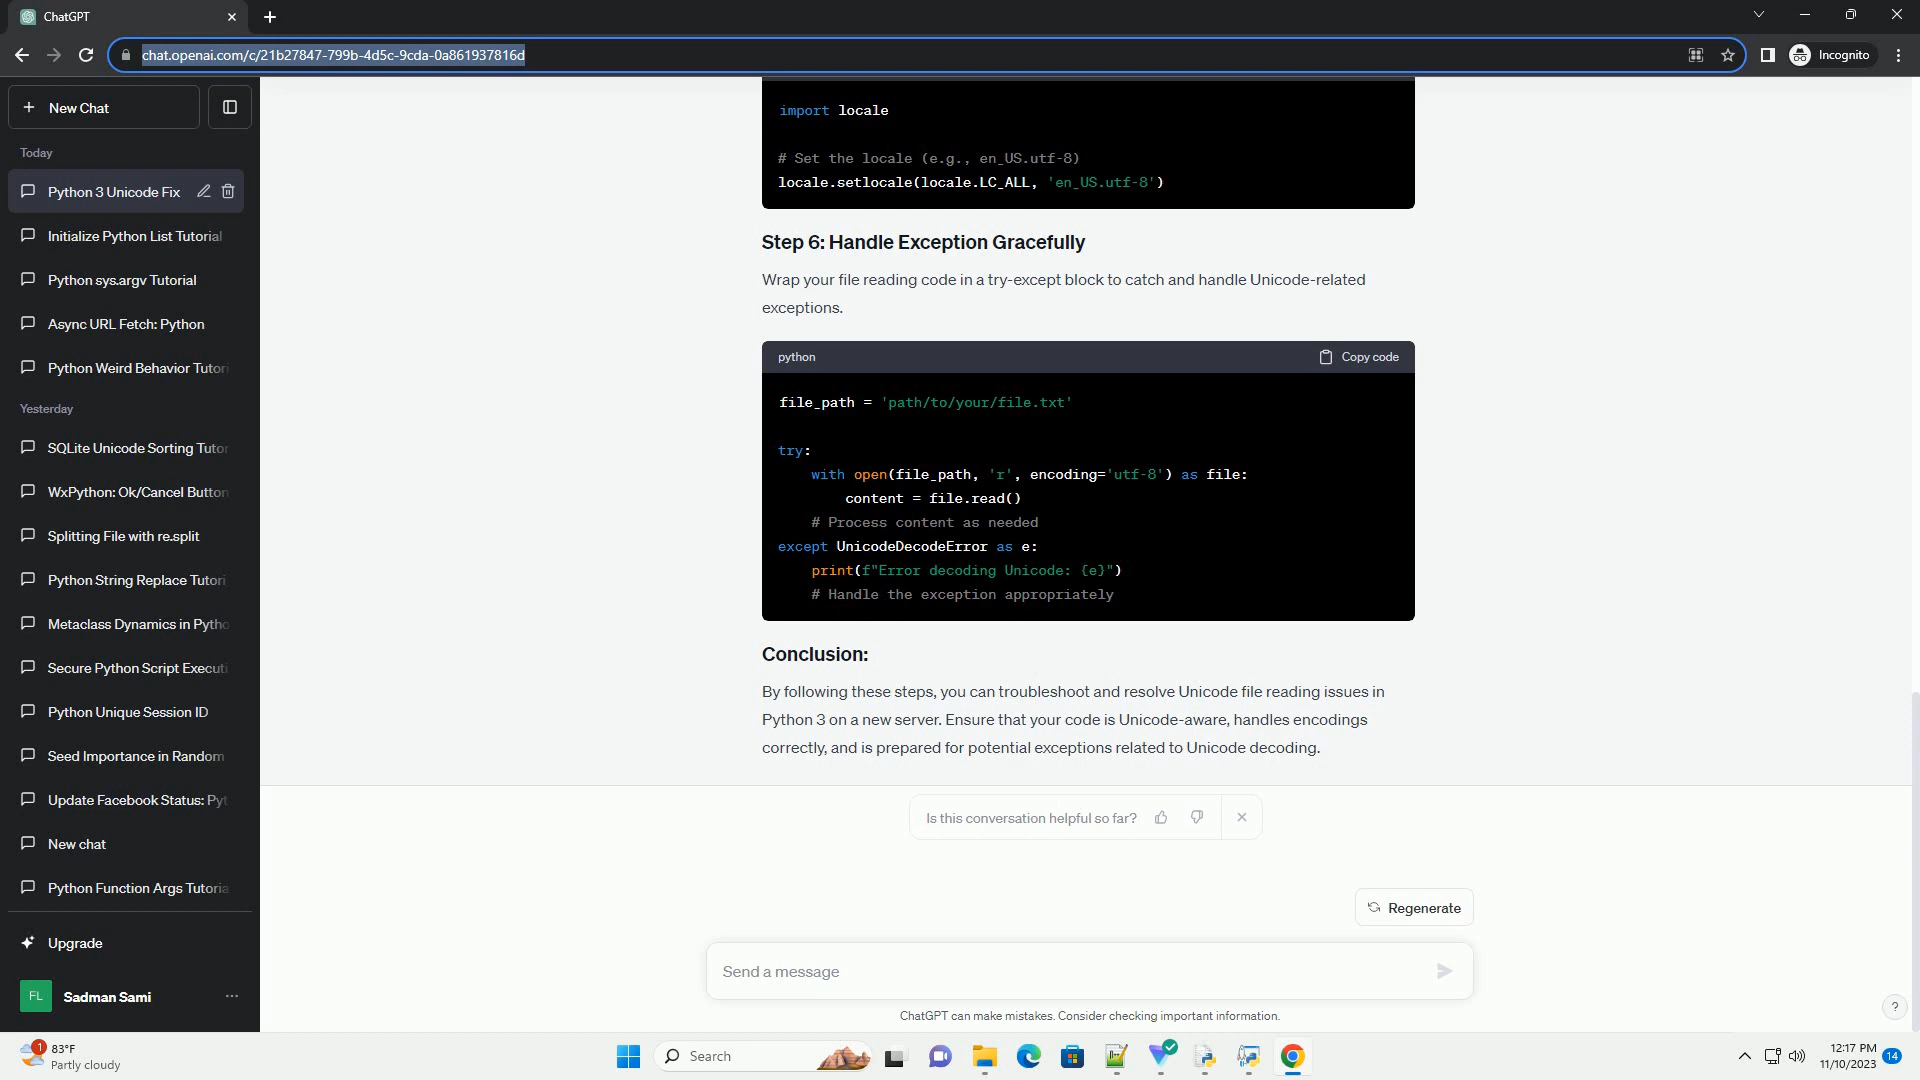 ChatGPT
chat.openai.com/c/21b27847-799b-4d5c-9cda-0a861937816d
Incognito
New Chat
Today
Python 3 Unicode Fix
Initialize Python List Tutorial
Python sys.argv Tutorial
Async URL Fetch: Python
Python Weird Behavior Tutori
Yesterday
SQLite Unicode Sorting Tutor
WxPython: Ok/Cancel Button
Splitting File with re.split
Python String Replace Tutori
Metaclass Dynamics in Pytho
Secure Python Script Executi
Python Unique Session ID
Seed Importance in Random
Update Facebook Status: Pyt
New chat
Python Function Args Tutoria
Upgrade
FL
Sadman Sami
import locale
# Set the locale (e.g., en_US.utf-8)
locale.setlocale(locale.LC_ALL, 'en_US.utf-8')
Step 6: Handle Exception Gracefully
Wrap your file reading code in a try-except block to catch and handle Unicode-related
exceptions.
python
Copy code
file_path = 'path/to/your/file.txt'
try:
with open(file_path, 'r', encoding='utf-8') as file:
content = file.read()
# Process content as needed
except UnicodeDecodeError as e:
print(f"Error decoding Unicode: {e}")
# Handle the exception appropriately
Conclusion:
By following these steps, you can troubleshoot and resolve Unicode file reading issues in
Python 3 on a new server. Ensure that your code is Unicode-aware, handles encodings
correctly, and is prepared for potential exceptions related to Unicode decoding.
Is this conversation helpful so far?
Regenerate
Send a message
ChatGPT can make mistakes. Consider checking important information.
?
1
83°F
Partly cloudy
Search
12:17 PM
11/10/2023
14